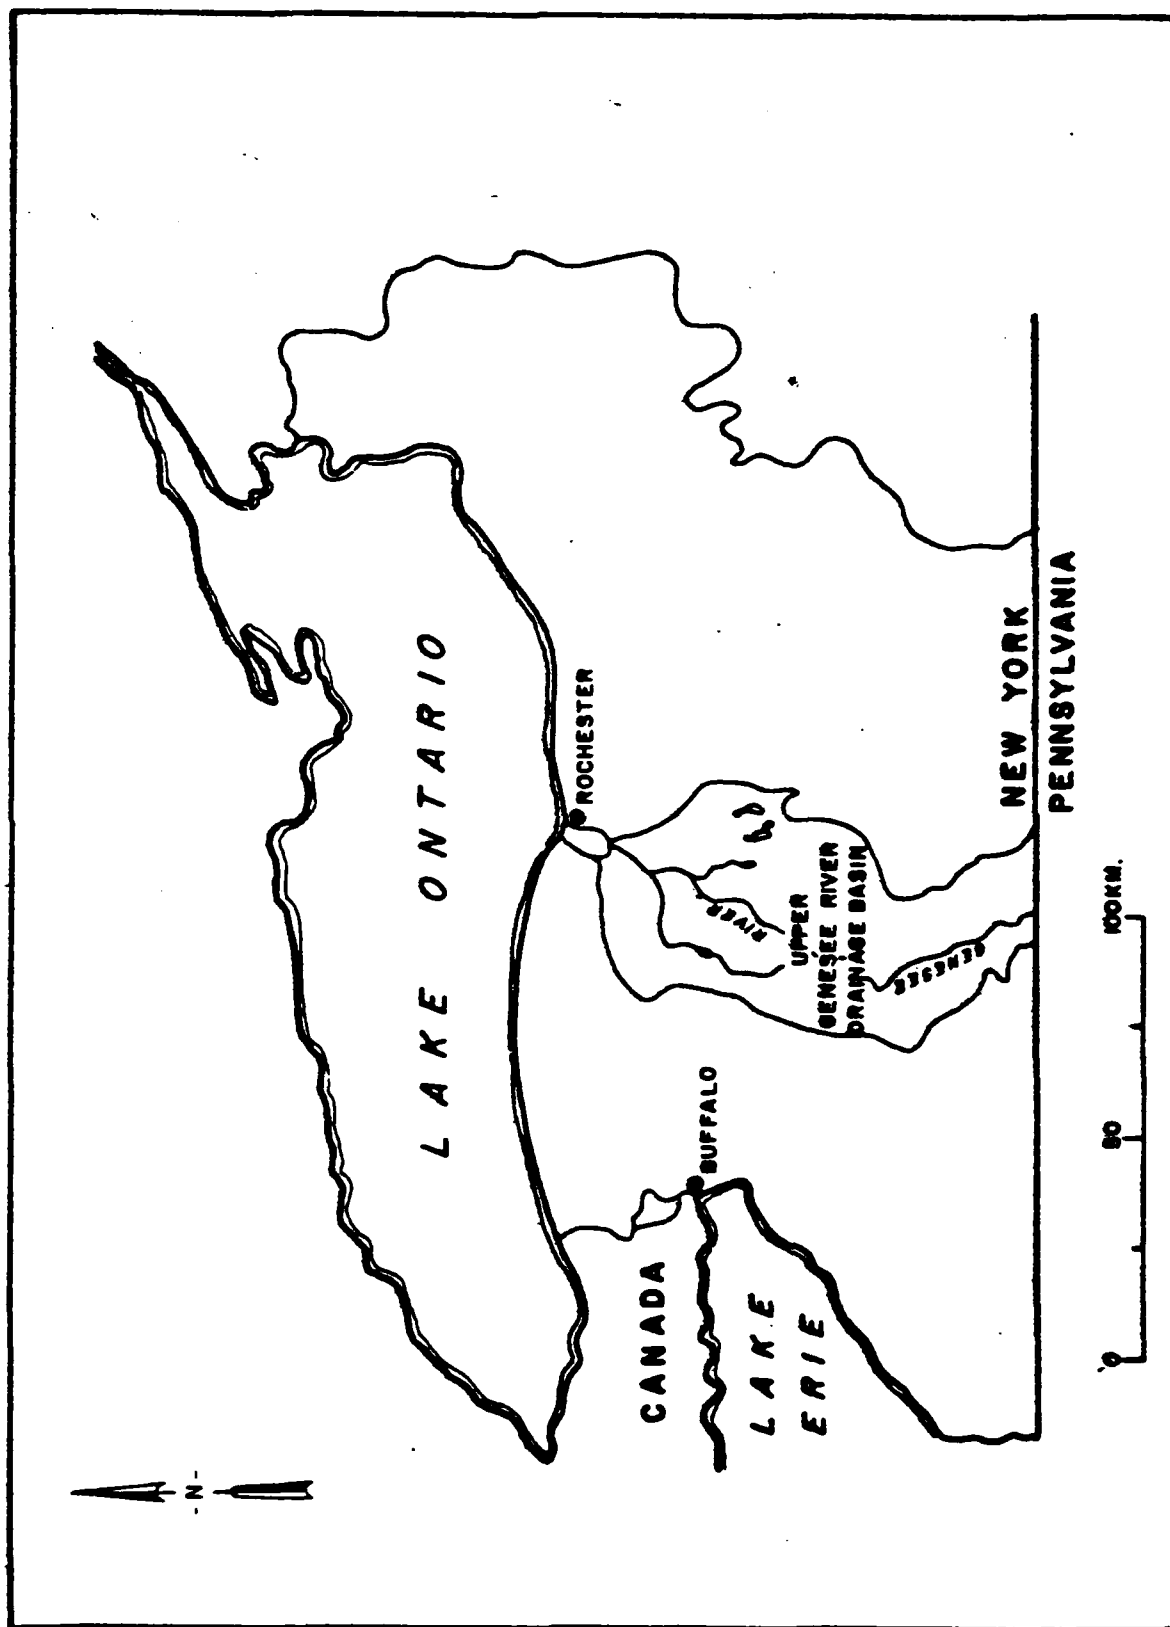 N
LAKE ONTARIO
ROCHESTER
CANADA
BUFFALO
LAKE
ERIE
RIVER
UPPER
GENESEE RIVER
DRAINAGE BASIN
GENESEE
NEW YORK
PENNSYLVANIA
0 50 100KM.